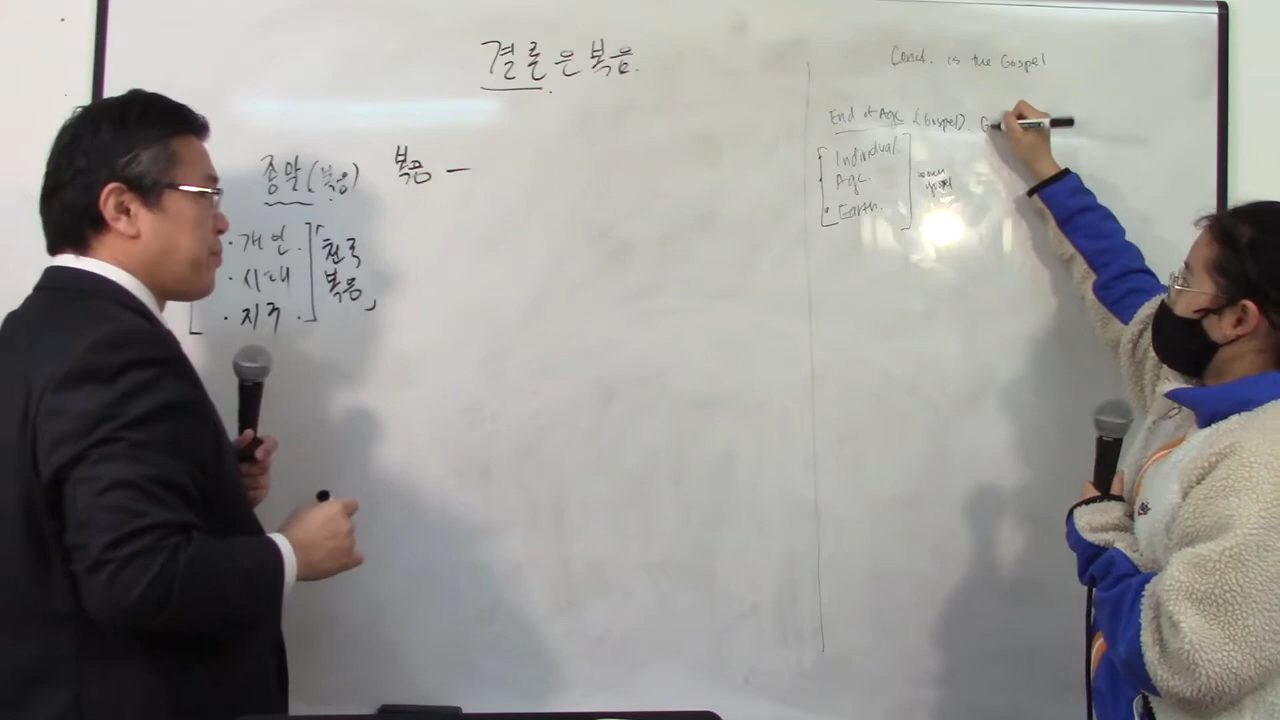 결론은 복음.
종말(복음) 복음 —
· 개인.
· 시대
· 지구.
「천국
복음」
Concl. is the Gospel
End of Age (Gospel). G
Individual.
Age.
Earth.